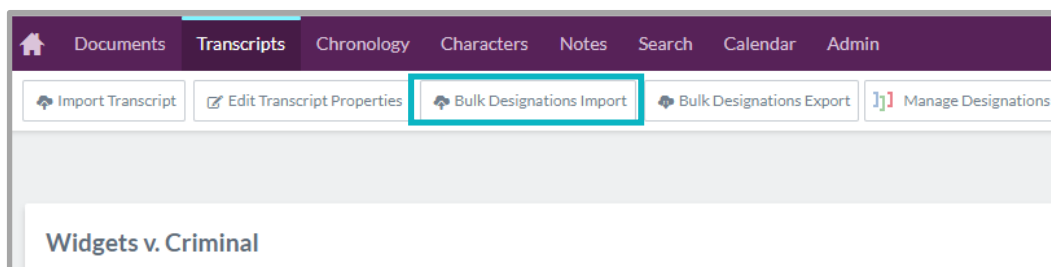 Documents Transcripts Chronology Characters Notes Search Calendar Admin
Import Transcript Edit Transcript Properties Bulk Designations Import Bulk Designations Export Manage Designations
Widgets v. Criminal